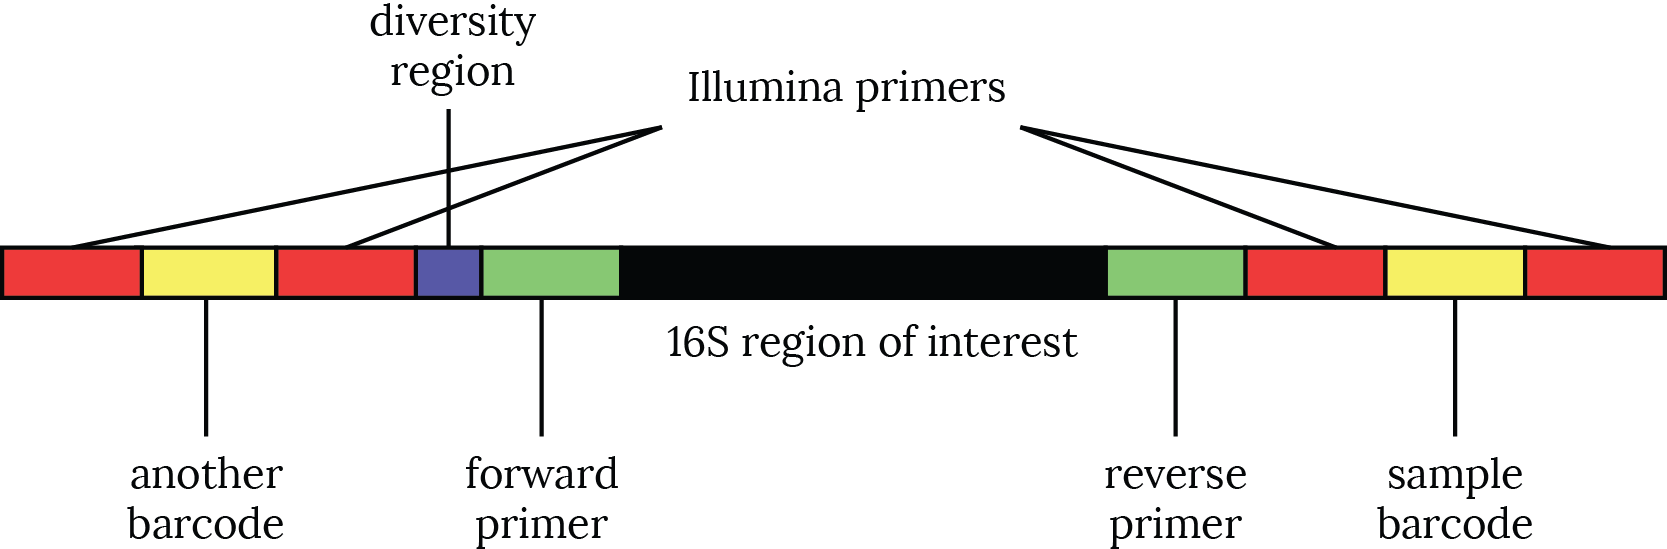 diversity
region
Illumina primers
16S region of interest
another
barcode
forward
primer
reverse
primer
sample
barcode